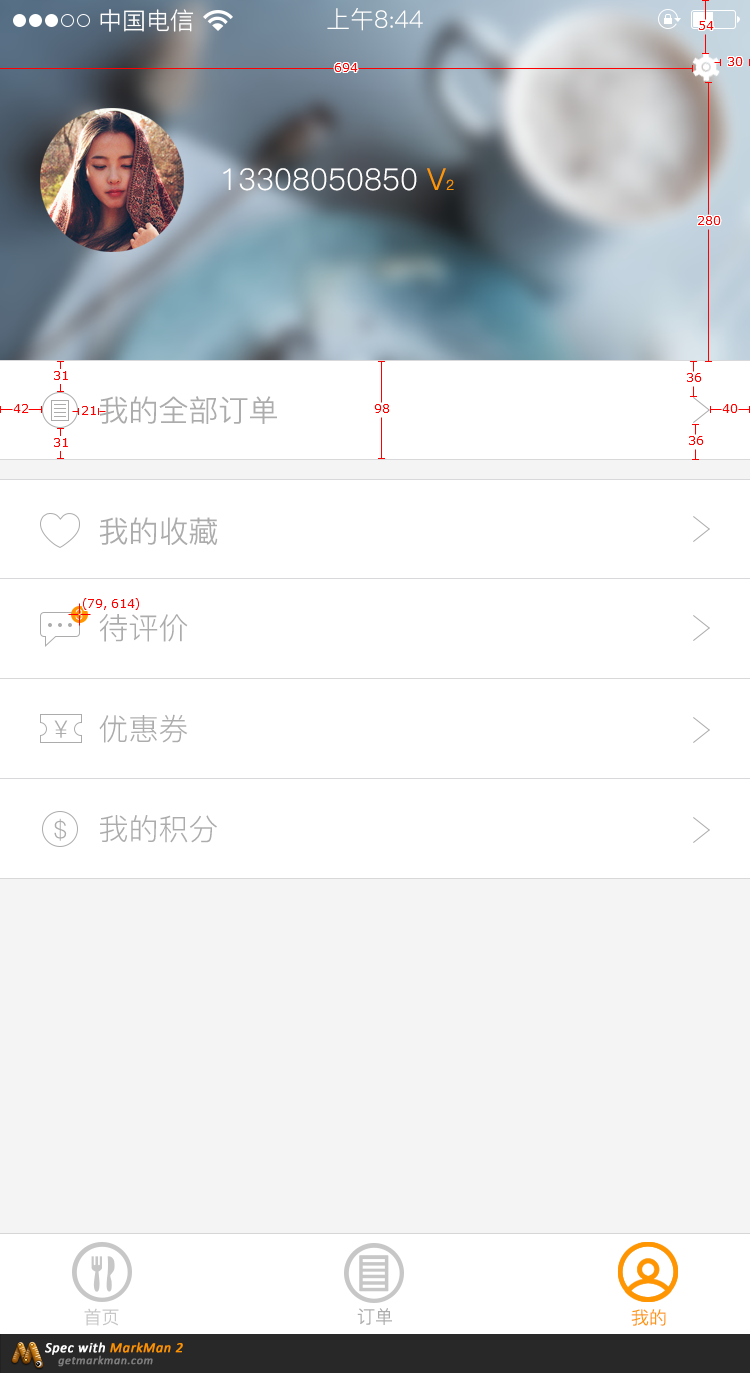 中国电信 上午8:44
54
30
694
13308050850 V2
280
31
36
42 21 我的全部订单 98 40
31
36
我的收藏
(79, 614)
待评价
¥ 优惠券
$ 我的积分
首页 订单 我的
Spec with MarkMan 2
getmarkman.com